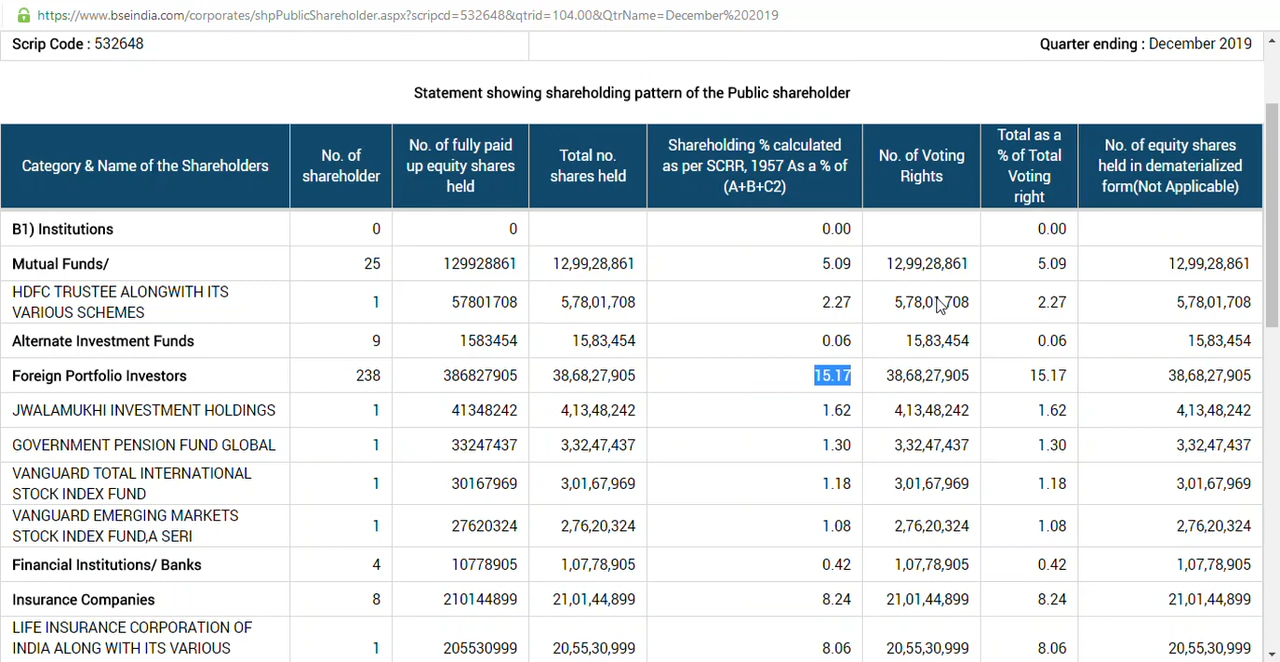 https://www.bseindia.com/corporates/shpPublicShareholder.aspx?scripcd=532648&qtrid=104.00&QtrName=December%202019
Scrip Code : 532648 Quarter ending : December 2019
Statement showing shareholding pattern of the Public shareholder
Category & Name of the Shareholders
No. of
shareholder
No. of fully paid
up equity shares
held
Total no.
shares held
Shareholding % calculated
as per SCRR, 1957 As a % of
(A+B+C2)
No. of Voting
Rights
Total as a
% of Total
Voting
right
No. of equity shares
held in dematerialized
form(Not Applicable)
B1) Institutions 0 0 0.00 0.00
Mutual Funds/ 25 129928861 12,99,28,861 5.09 12,99,28,861 5.09 12,99,28,861
HDFC TRUSTEE ALONGWITH ITS
VARIOUS SCHEMES 1 57801708 5,78,01,708 2.27 5,78,01,708 2.27 5,78,01,708
Alternate Investment Funds 9 1583454 15,83,454 0.06 15,83,454 0.06 15,83,454
Foreign Portfolio Investors 238 386827905 38,68,27,905 15.17 38,68,27,905 15.17 38,68,27,905
JWALAMUKHI INVESTMENT HOLDINGS 1 41348242 4,13,48,242 1.62 4,13,48,242 1.62 4,13,48,242
GOVERNMENT PENSION FUND GLOBAL 1 33247437 3,32,47,437 1.30 3,32,47,437 1.30 3,32,47,437
VANGUARD TOTAL INTERNATIONAL
STOCK INDEX FUND 1 30167969 3,01,67,969 1.18 3,01,67,969 1.18 3,01,67,969
VANGUARD EMERGING MARKETS
STOCK INDEX FUND,A SERI 1 27620324 2,76,20,324 1.08 2,76,20,324 1.08 2,76,20,324
Financial Institutions/ Banks 4 10778905 1,07,78,905 0.42 1,07,78,905 0.42 1,07,78,905
Insurance Companies 8 210144899 21,01,44,899 8.24 21,01,44,899 8.24 21,01,44,899
LIFE INSURANCE CORPORATION OF
INDIA ALONG WITH ITS VARIOUS 1 205530999 20,55,30,999 8.06 20,55,30,999 8.06 20,55,30,999